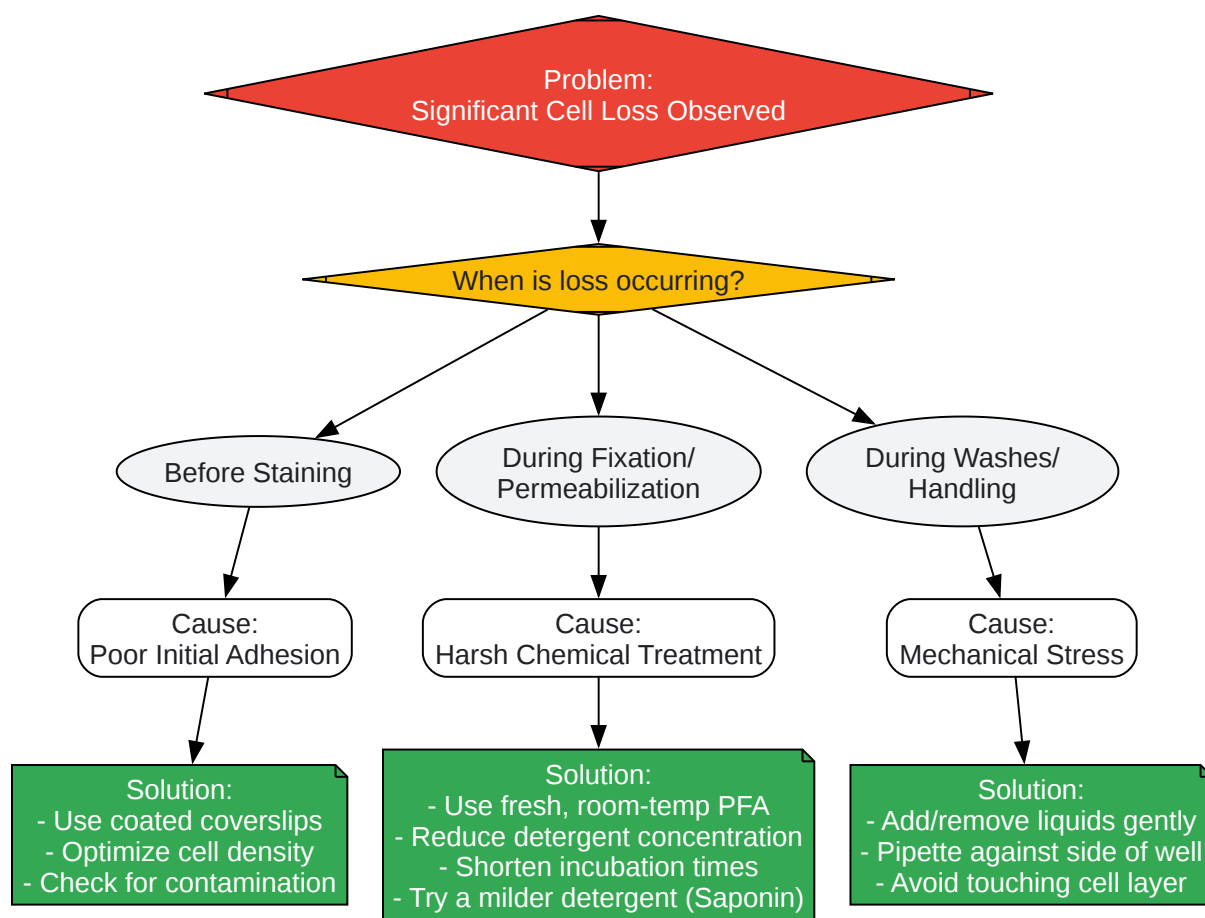 Problem:
Significant Cell Loss Observed
When is loss occurring?
Before Staining
During Fixation/
Permeabilization
During Washes/
Handling
Cause:
Poor Initial Adhesion
Cause:
Harsh Chemical Treatment
Cause:
Mechanical Stress
Solution:
- Use coated coverslips
- Optimize cell density
- Check for contamination
Solution:
- Use fresh, room-temp PFA
- Reduce detergent concentration
- Shorten incubation times
- Try a milder detergent (Saponin)
Solution:
- Add/remove liquids gently
- Pipette against side of well
- Avoid touching cell layer